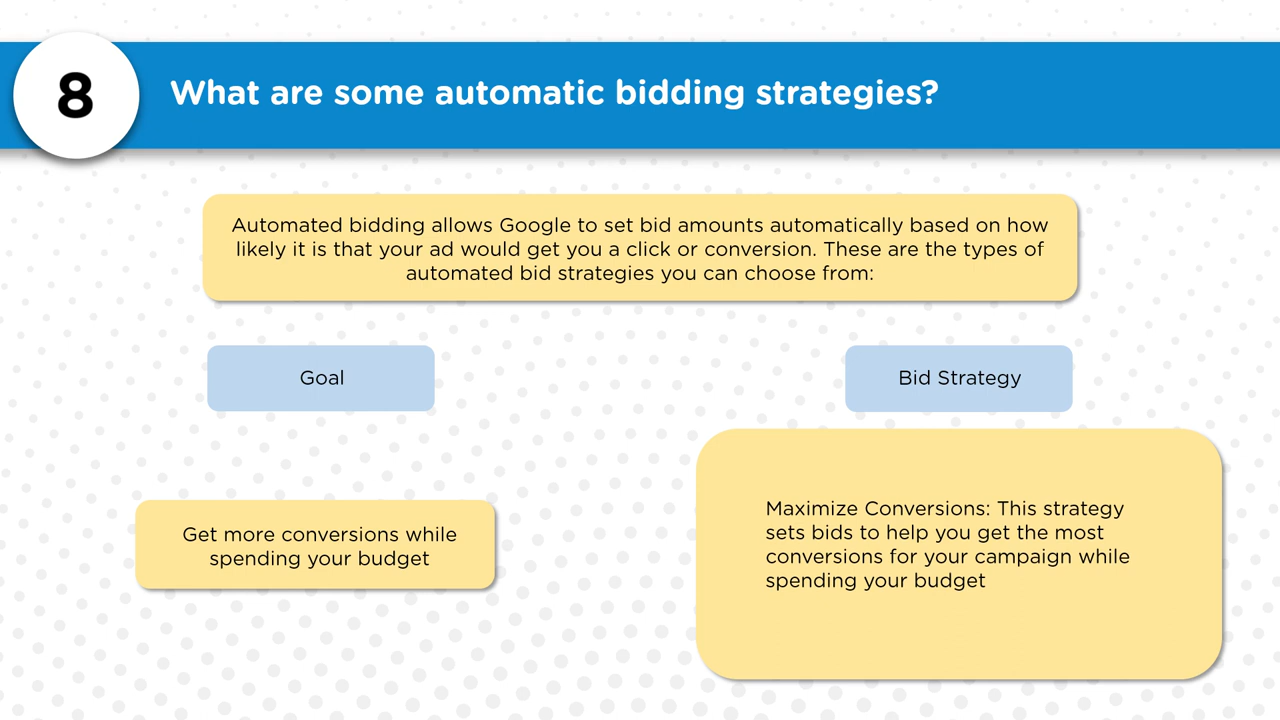 8
What are some automatic bidding strategies?
Automated bidding allows Google to set bid amounts automatically based on how
likely it is that your ad would get you a click or conversion. These are the types of
automated bid strategies you can choose from:
Goal
Bid Strategy
Get more conversions while
spending your budget
Maximize Conversions: This strategy
sets bids to help you get the most
conversions for your campaign while
spending your budget